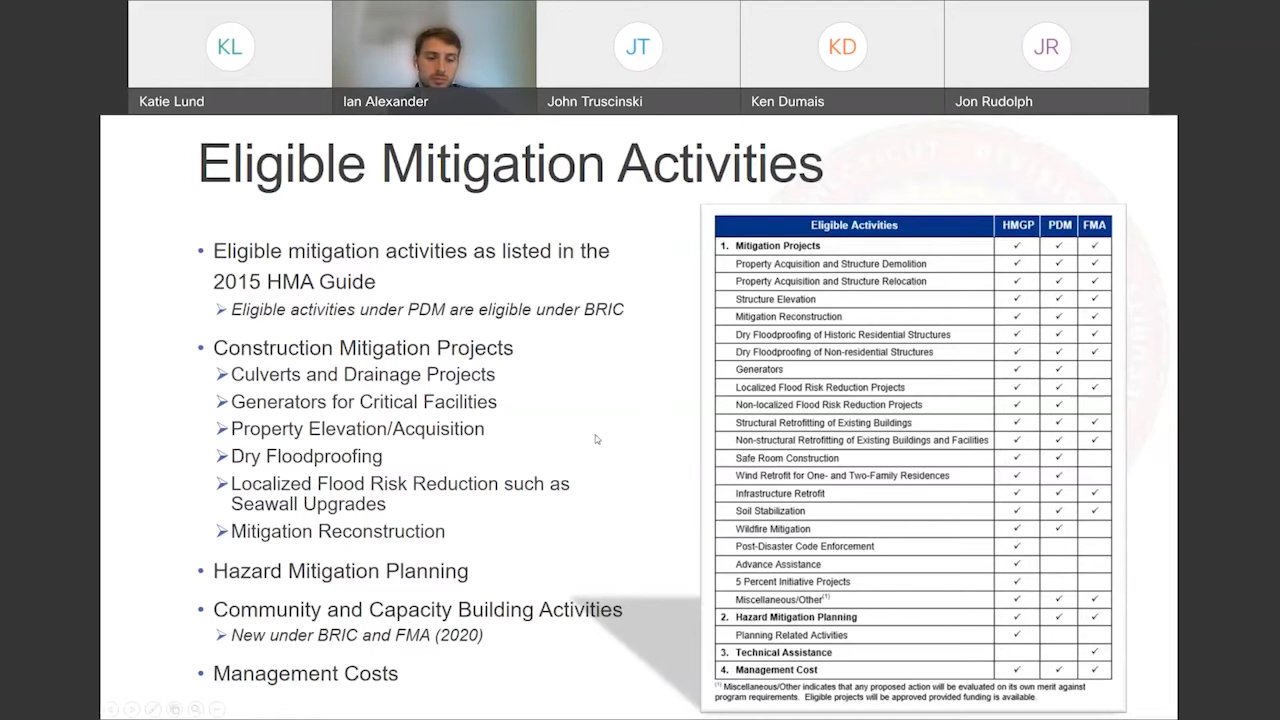 KL
JT
KD
JR
Katie Lund
Ian Alexander
John Truscinski
Ken Dumais
Jon Rudolph
Eligible Mitigation Activities
• Eligible mitigation activities as listed in the
2015 HMA Guide
➢ Eligible activities under PDM are eligible under BRIC
• Construction Mitigation Projects
➢ Culverts and Drainage Projects
➢ Generators for Critical Facilities
➢ Property Elevation/Acquisition
➢ Dry Floodproofing
➢ Localized Flood Risk Reduction such as
Seawall Upgrades
➢ Mitigation Reconstruction
• Hazard Mitigation Planning
• Community and Capacity Building Activities
➢ New under BRIC and FMA (2020)
• Management Costs
Eligible Activities HMGP PDM FMA
1. Mitigation Projects ✓ ✓ ✓
Property Acquisition and Structure Demolition ✓ ✓ ✓
Property Acquisition and Structure Relocation ✓ ✓ ✓
Structure Elevation ✓ ✓ ✓
Mitigation Reconstruction ✓ ✓ ✓
Dry Floodproofing of Historic Residential Structures ✓ ✓ ✓
Dry Floodproofing of Non-residential Structures ✓ ✓ ✓
Generators ✓ ✓
Localized Flood Risk Reduction Projects ✓ ✓ ✓
Non-localized Flood Risk Reduction Projects ✓ ✓
Structural Retrofitting of Existing Buildings ✓ ✓ ✓
Non-structural Retrofitting of Existing Buildings and Facilities ✓ ✓ ✓
Safe Room Construction ✓ ✓
Wind Retrofit for One- and Two-Family Residences ✓ ✓
Infrastructure Retrofit ✓ ✓ ✓
Soil Stabilization ✓ ✓ ✓
Wildfire Mitigation ✓ ✓
Post-Disaster Code Enforcement ✓
Advance Assistance ✓
5 Percent Initiative Projects ✓
Miscellaneous/Other(1) ✓ ✓ ✓
2. Hazard Mitigation Planning ✓ ✓ ✓
Planning Related Activities ✓
3. Technical Assistance ✓
4. Management Cost ✓ ✓ ✓
(1) Miscellaneous/Other indicates that any proposed action will be evaluated on its own merit against
program requirements. Eligible projects will be approved provided funding is available.